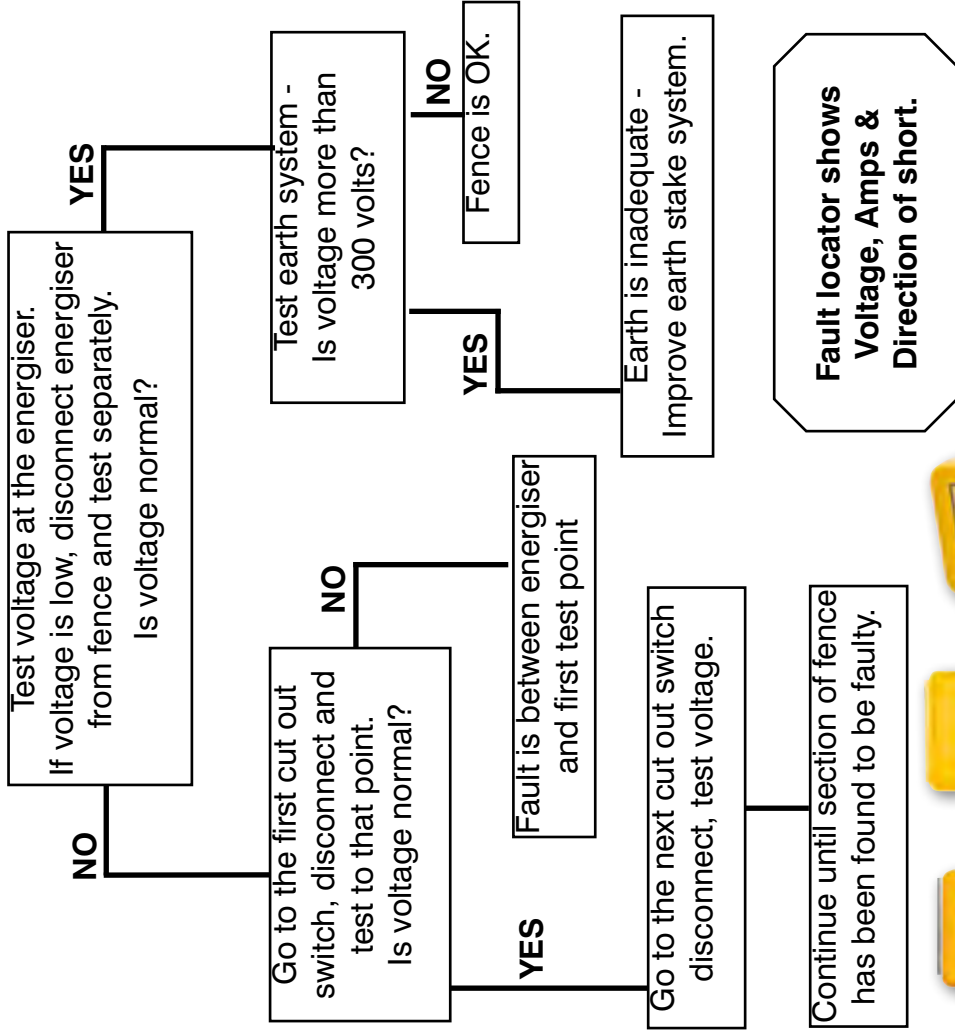 Test voltage at the energiser.
If voltage is low, disconnect energiser
from fence and test separately.
Is voltage normal?
NO
YES
Go to the first cut out
switch, disconnect and
test to that point.
Is voltage normal?
Test earth system -
Is voltage more than
300 volts?
NO
YES
YES
NO
Fault is between energiser
and first test point
Fence is OK.
Go to the next cut out switch
disconnect, test voltage.
Earth is inadequate -
Improve earth stake system.
Continue until section of fence
has been found to be faulty.
Fault locator shows
Voltage, Amps &
Direction of short.